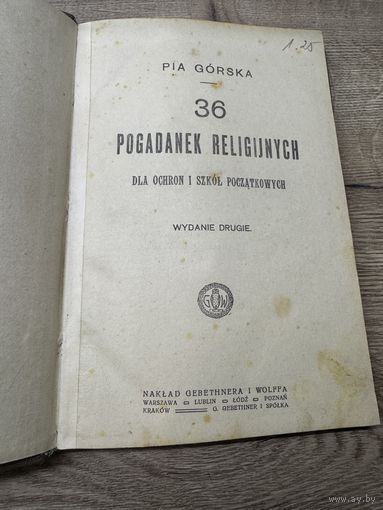 1.25
PIA GÓRSKA
36
POGADANEK RELIGIJNYCH
DLA OCHRON I SZKÓŁ POCZĄTKOWYCH
WYDANIE DRUGIE.
G W
NAKŁAD GEBETHNERA I WOLFFA
WARSZAWA – LUBLIN – ŁÓDŹ – POZNAŃ
KRAKÓW G. GEBETHNER I SPÓŁKA
www.ay.by